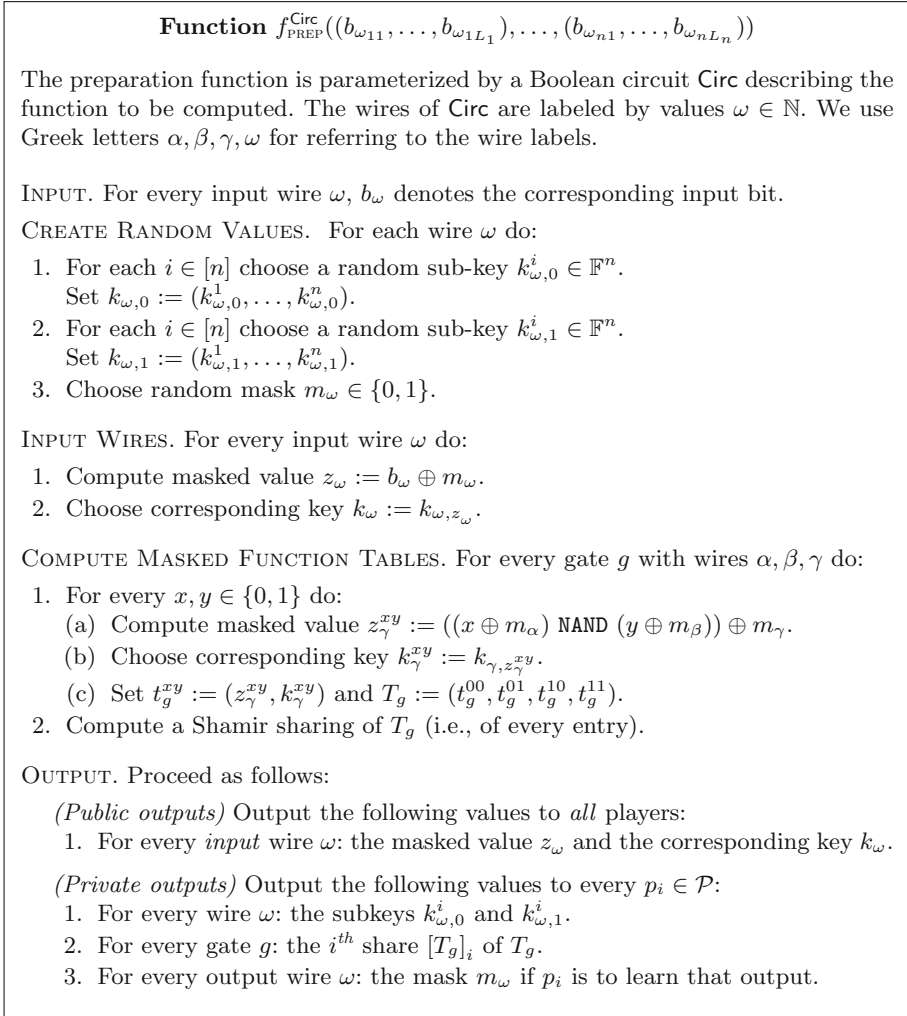 Function f^Circ_PREP((b_ω11, . . . , b_ω1L1), . . . , (b_ωn1, . . . , b_ωnLn))
The preparation function is parameterized by a Boolean circuit Circ describing the
function to be computed. The wires of Circ are labeled by values ω ∈ ℕ. We use
Greek letters α, β, γ, ω for referring to the wire labels.
INPUT. For every input wire ω, b_ω denotes the corresponding input bit.
CREATE RANDOM VALUES. For each wire ω do:
1. For each i ∈ [n] choose a random sub-key k^i_ω,0 ∈ 𝔽^n.
Set k_ω,0 := (k^1_ω,0, . . . , k^n_ω,0).
2. For each i ∈ [n] choose a random sub-key k^i_ω,1 ∈ 𝔽^n.
Set k_ω,1 := (k^1_ω,1, . . . , k^n_ω,1).
3. Choose random mask m_ω ∈ {0, 1}.
INPUT WIRES. For every input wire ω do:
1. Compute masked value z_ω := b_ω ⊕ m_ω.
2. Choose corresponding key k_ω := k_ω,z_ω.
COMPUTE MASKED FUNCTION TABLES. For every gate g with wires α, β, γ do:
1. For every x, y ∈ {0, 1} do:
(a) Compute masked value z^xy_γ := ((x ⊕ m_α) NAND (y ⊕ m_β)) ⊕ m_γ.
(b) Choose corresponding key k^xy_γ := k_γ,z^xy_γ.
(c) Set t^xy_g := (z^xy_γ, k^xy_γ) and T_g := (t^00_g, t^01_g, t^10_g, t^11_g).
2. Compute a Shamir sharing of T_g (i.e., of every entry).
OUTPUT. Proceed as follows:
(Public outputs) Output the following values to all players:
1. For every input wire ω: the masked value z_ω and the corresponding key k_ω.
(Private outputs) Output the following values to every p_i ∈ 𝒫:
1. For every wire ω: the subkeys k^i_ω,0 and k^i_ω,1.
2. For every gate g: the i^th share [T_g]_i of T_g.
3. For every output wire ω: the mask m_ω if p_i is to learn that output.